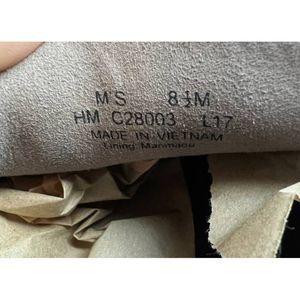 M'S 8½M
HM C28003 L17
MADE IN VIETNAM
Lining: Manmade